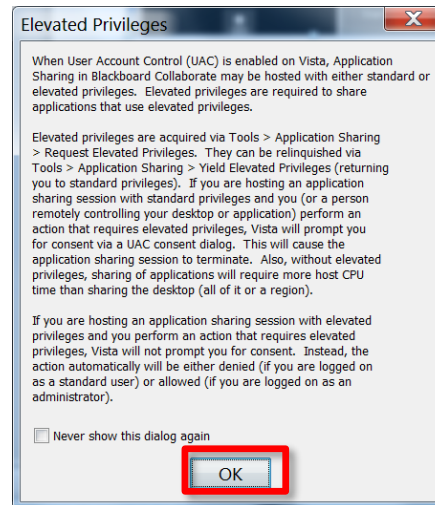 Elevated Privileges
When User Account Control (UAC) is enabled on Vista, Application
Sharing in Blackboard Collaborate may be hosted with either standard or
elevated privileges.  Elevated privileges are required to share
applications that use elevated privileges.
Elevated privileges are acquired via Tools > Application Sharing
> Request Elevated Privileges.  They can be relinquished via
Tools > Application Sharing > Yield Elevated Privileges (returning
you to standard privileges).  If you are hosting an application
sharing session with standard privileges and you (or a person
remotely controlling your desktop or application) perform an
action that requires elevated privileges, Vista will prompt you
for consent via a UAC consent dialog.  This will cause the
application sharing session to terminate.  Also, without elevated
privileges, sharing of applications will require more host CPU
time than sharing the desktop (all of it or a region).
If you are hosting an application sharing session with elevated
privileges and you perform an action that requires elevated
privileges, Vista will not prompt you for consent.  Instead, the
action automatically will be either denied (if you are logged on
as a standard user) or allowed (if you are logged on as an
administrator).
Never show this dialog again
OK